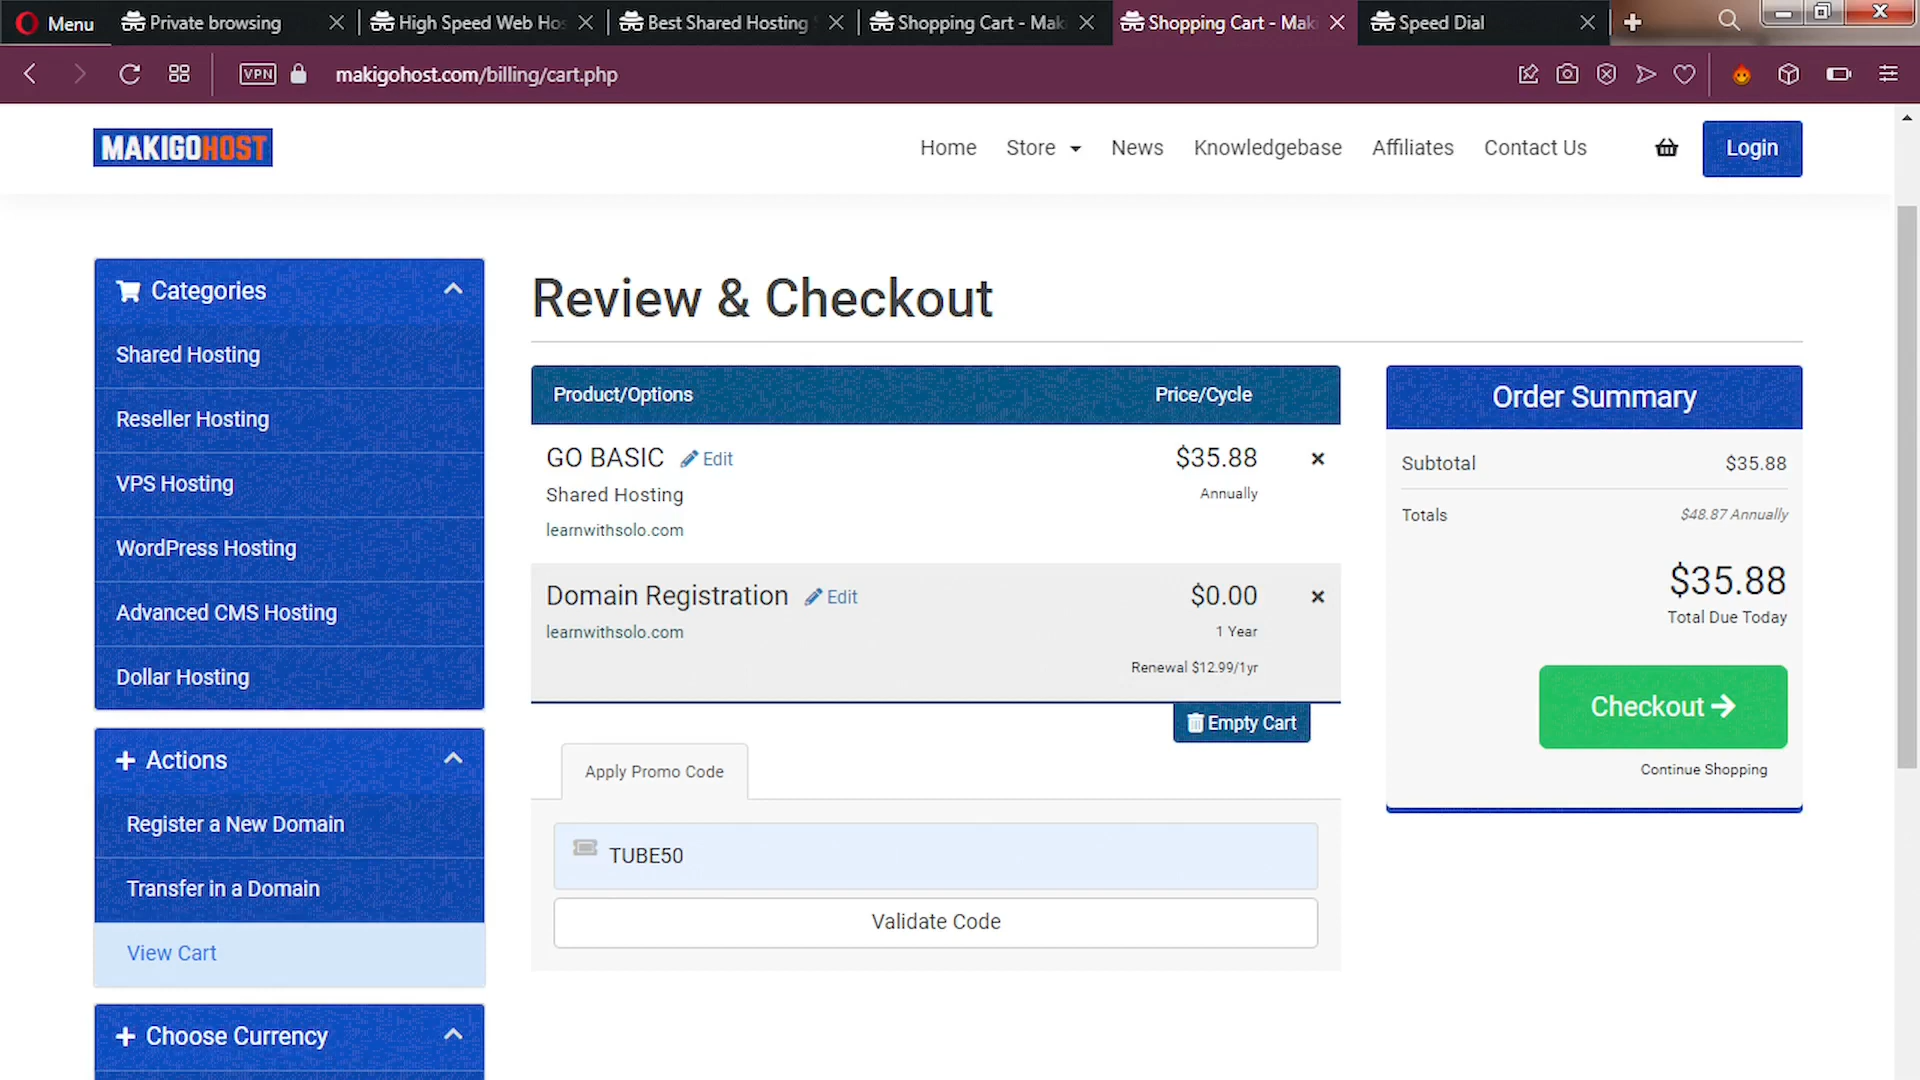 Menu
Private browsing
High Speed Web Hos
Best Shared Hosting
Shopping Cart - Mak
Shopping Cart - Mak
Speed Dial
VPN
makigohost.com/billing/cart.php
MAKIGOHOST
Home
Store
News
Knowledgebase
Affiliates
Contact Us
Login
Categories
Shared Hosting
Reseller Hosting
VPS Hosting
WordPress Hosting
Advanced CMS Hosting
Dollar Hosting
Actions
Register a New Domain
Transfer in a Domain
View Cart
Choose Currency
Review & Checkout
Product/Options
Price/Cycle
GO BASIC
Edit
$35.88
Shared Hosting
Annually
learnwithsolo.com
Domain Registration
Edit
$0.00
learnwithsolo.com
1 Year
Renewal $12.99/1yr
Empty Cart
Apply Promo Code
TUBE50
Validate Code
Order Summary
Subtotal
$35.88
Totals
$48.87 Annually
$35.88
Total Due Today
Checkout
Continue Shopping